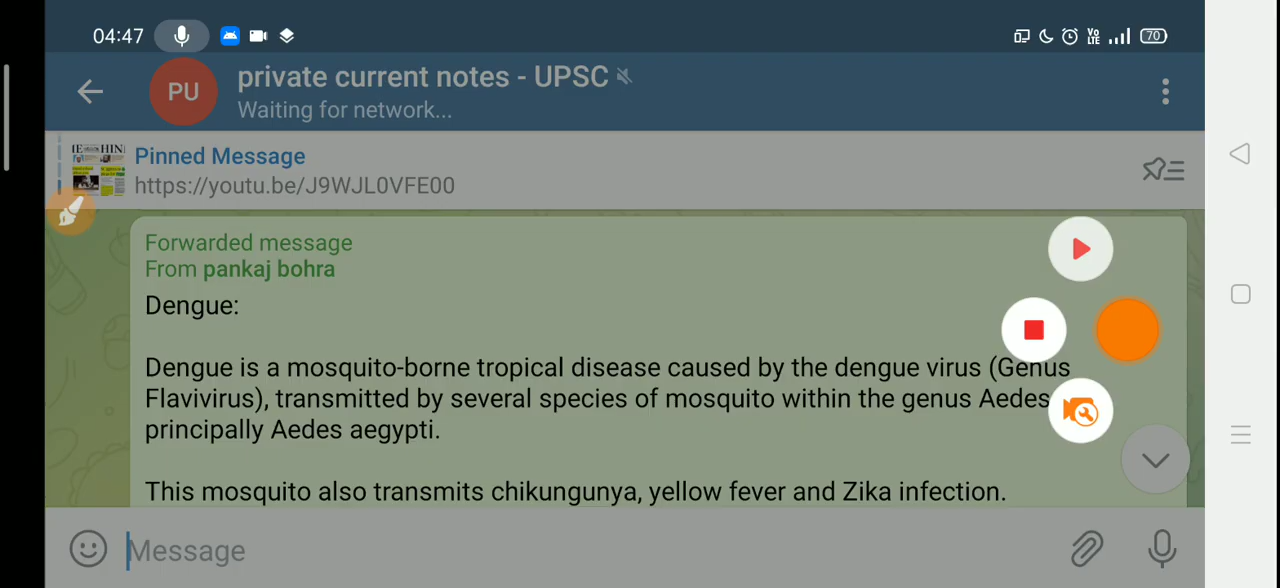 04:47
VO
LTE
70
PU
private current notes - UPSC
Waiting for network...
Pinned Message
https://youtu.be/J9WJL0VFE00
Forwarded message
From pankaj bohra
Dengue:
Dengue is a mosquito-borne tropical disease caused by the dengue virus (Genus
Flavivirus), transmitted by several species of mosquito within the genus Aedes
principally Aedes aegypti.
This mosquito also transmits chikungunya, yellow fever and Zika infection.
Message